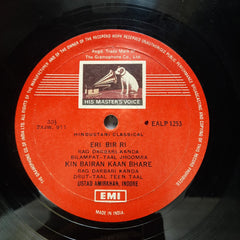 Regd. Trade Mark of
The Gramophone Co., Ltd.
HIS MASTER'S VOICE
33⅓
EALP 1253
HINDUSTANI CLASSICAL
ERI BIR RI
RAG DARBARI KANDA
BILAMPAT-TAAL JHOOMRA
KIN BAIRAN KAAN BHARE
RAG DARBARI KANDA
DRUT-TAAL TEEN TAAL
USTAD AMIRKHAN, INDORE
EMI
MADE IN INDIA